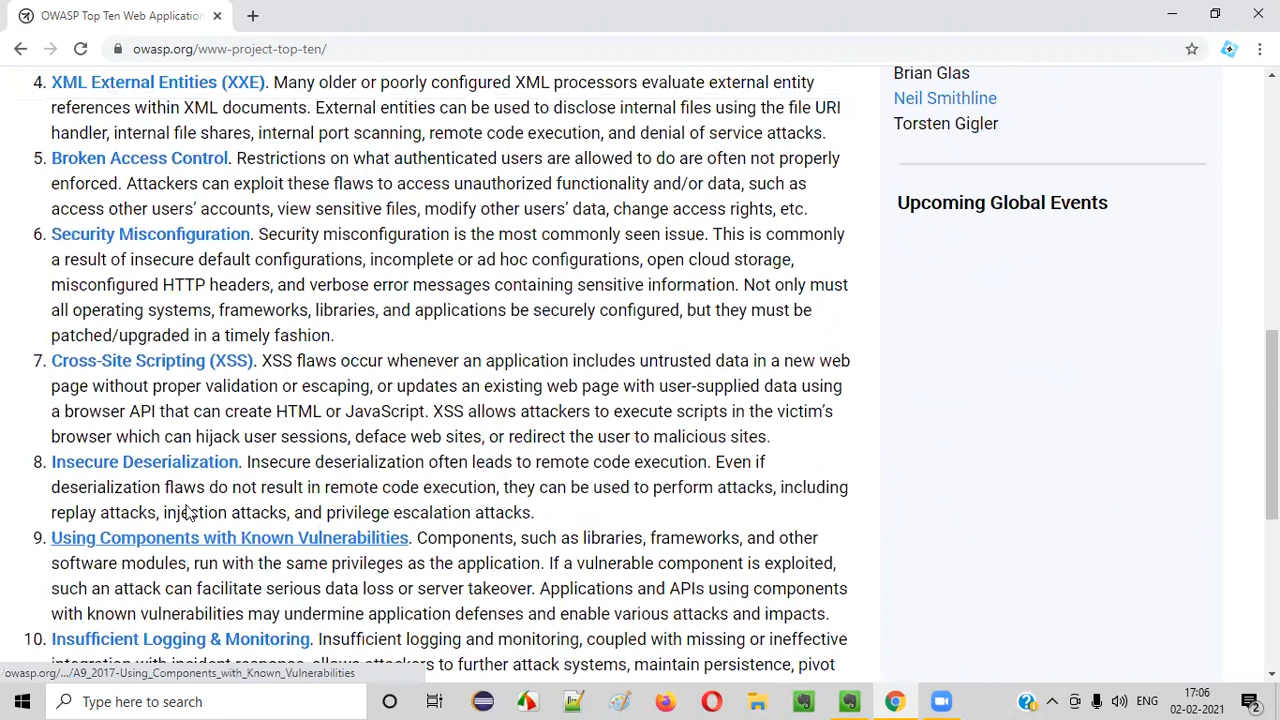 OWASP Top Ten Web Application
owasp.org/www-project-top-ten/
4. XML External Entities (XXE). Many older or poorly configured XML processors evaluate external entity
references within XML documents. External entities can be used to disclose internal files using the file URI
handler, internal file shares, internal port scanning, remote code execution, and denial of service attacks.
5. Broken Access Control. Restrictions on what authenticated users are allowed to do are often not properly
enforced. Attackers can exploit these flaws to access unauthorized functionality and/or data, such as
access other users’ accounts, view sensitive files, modify other users’ data, change access rights, etc.
6. Security Misconfiguration. Security misconfiguration is the most commonly seen issue. This is commonly
a result of insecure default configurations, incomplete or ad hoc configurations, open cloud storage,
misconfigured HTTP headers, and verbose error messages containing sensitive information. Not only must
all operating systems, frameworks, libraries, and applications be securely configured, but they must be
patched/upgraded in a timely fashion.
7. Cross-Site Scripting (XSS). XSS flaws occur whenever an application includes untrusted data in a new web
page without proper validation or escaping, or updates an existing web page with user-supplied data using
a browser API that can create HTML or JavaScript. XSS allows attackers to execute scripts in the victim’s
browser which can hijack user sessions, deface web sites, or redirect the user to malicious sites.
8. Insecure Deserialization. Insecure deserialization often leads to remote code execution. Even if
deserialization flaws do not result in remote code execution, they can be used to perform attacks, including
replay attacks, injection attacks, and privilege escalation attacks.
9. Using Components with Known Vulnerabilities. Components, such as libraries, frameworks, and other
software modules, run with the same privileges as the application. If a vulnerable component is exploited,
such an attack can facilitate serious data loss or server takeover. Applications and APIs using components
with known vulnerabilities may undermine application defenses and enable various attacks and impacts.
10. Insufficient Logging & Monitoring. Insufficient logging and monitoring, coupled with missing or ineffective
integration with incident response, allows attackers to further attack systems, maintain persistence, pivot
Brian Glas
Neil Smithline
Torsten Gigler
Upcoming Global Events
owasp.org/.../A9_2017-Using_Components_with_Known_Vulnerabilities
Type here to search
ENG
17:06
02-02-2021
2